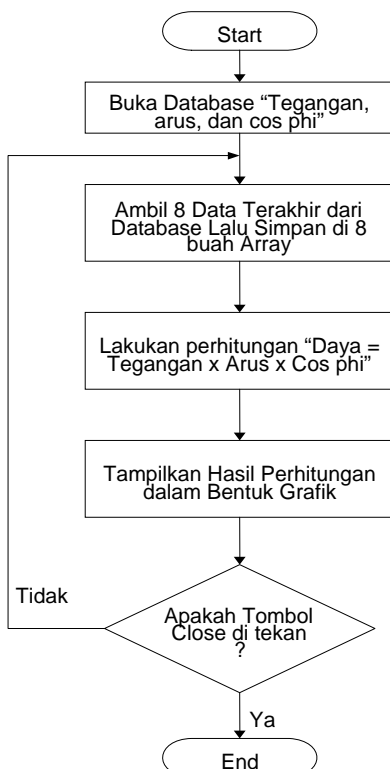 Start
Buka Database “Tegangan,
arus, dan cos phi”
Ambil 8 Data Terakhir dari
Database Lalu Simpan di 8
buah Array
Lakukan perhitungan “Daya =
Tegangan x Arus x Cos phi”
Tampilkan Hasil Perhitungan
dalam Bentuk Grafik
Tidak
Apakah Tombol
Close di tekan
?
Ya
End